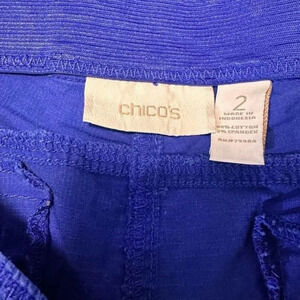 chico's
2
MADE IN
INDONESIA
COTTON
SPANDEX